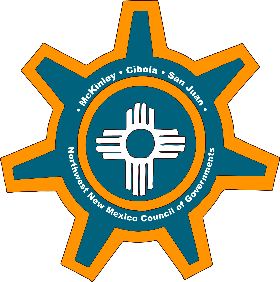 • McKinley • Cibola • San Juan •
Northwest New Mexico Council of Governments